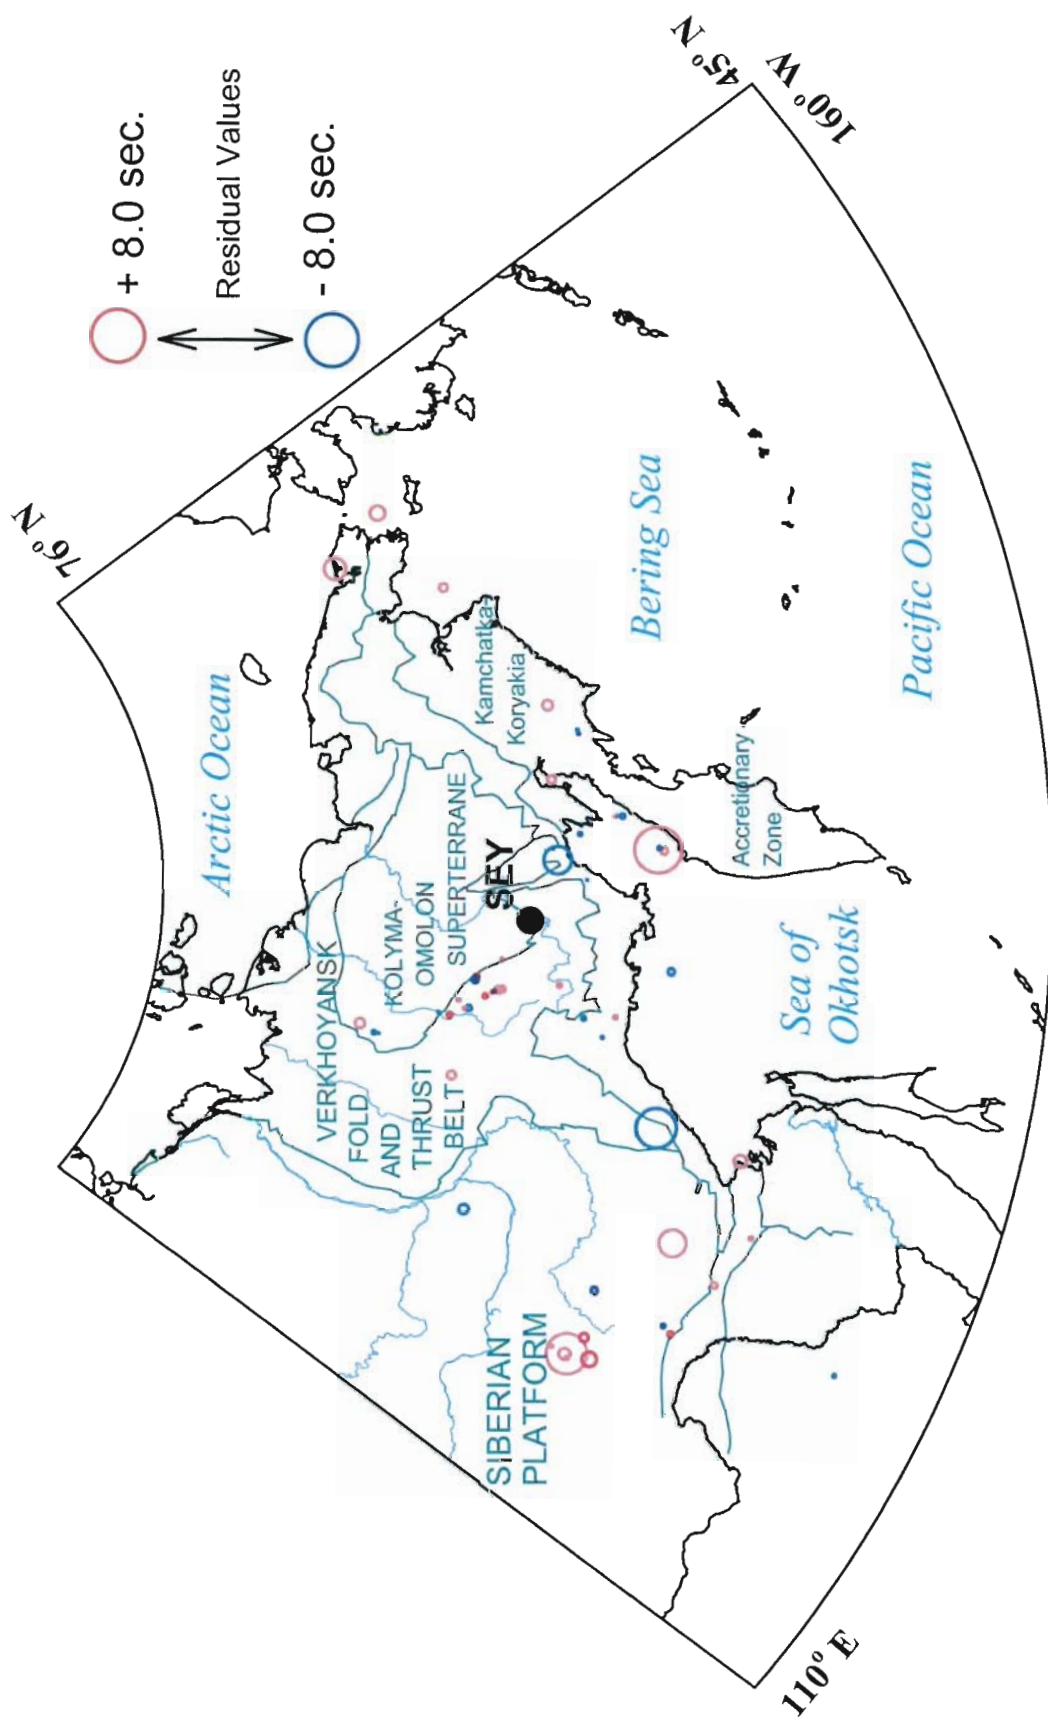 76° N
45° N
160° W
110° E
+ 8.0 sec.
Residual Values
- 8.0 sec.
Arctic Ocean
Bering Sea
Pacific Ocean
Sea of
Okhotsk
VERKHOYANSK
FOLD
AND
THRUST
BELT
KOLYMA-
OMOLON
SUPERTERRANE
SEY
Kamchatka-
Koryakia
Accretionary
Zone
SIBERIAN
PLATFORM